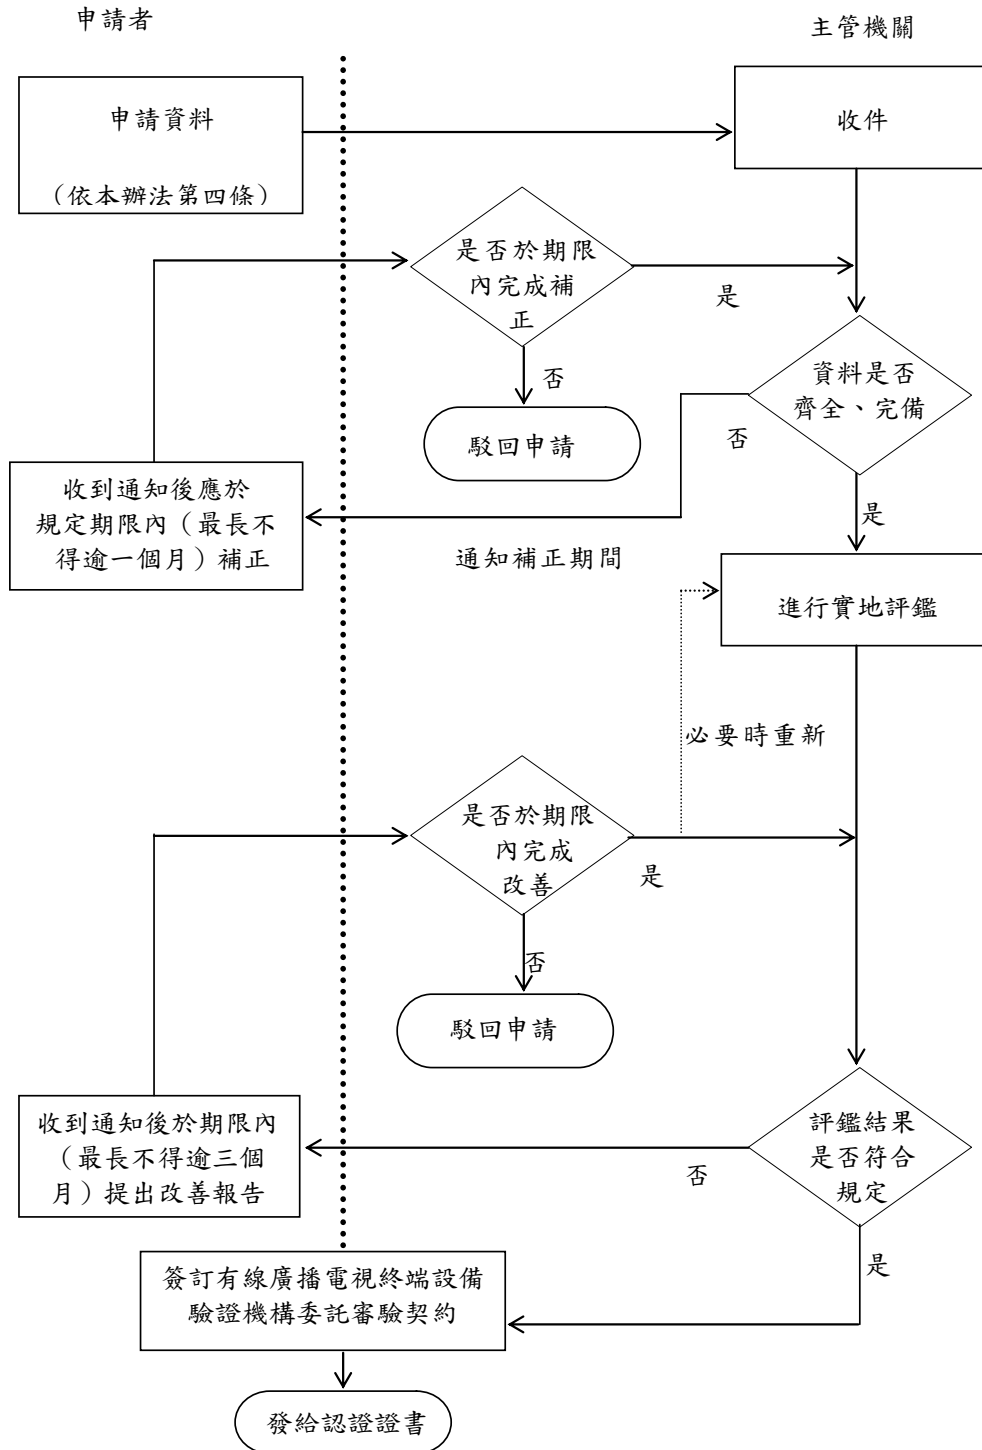 申請者
主管機關
申請資料
（依本辦法第四條）
收件
是否於期限
內完成補
正
是
否
駁回申請
資料是否
齊全、完備
否
是
收到通知後應於
規定期限內（最長不
得逾一個月）補正
通知補正期間
進行實地評鑑
必要時重新
是否於期限
內完成
改善
是
否
駁回申請
收到通知後於期限內
（最長不得逾三個
月）提出改善報告
評鑑結果
是否符合
規定
否
是
簽訂有線廣播電視終端設備
驗證機構委託審驗契約
發給認證證書